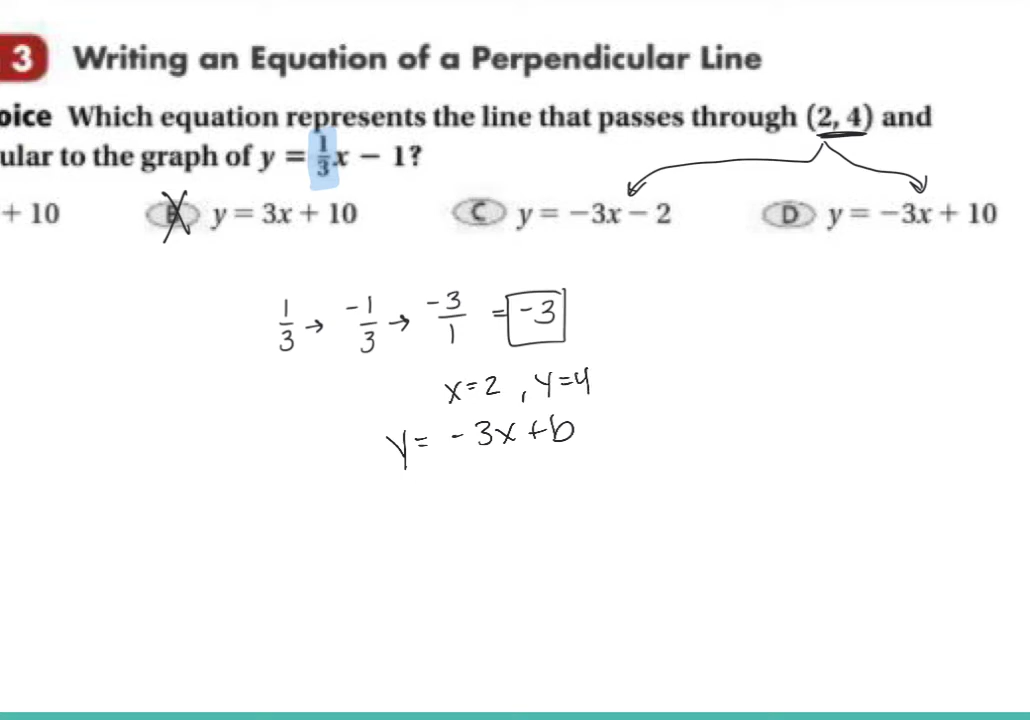 3 Writing an Equation of a Perpendicular Line
oice Which equation represents the line that passes through (2, 4) and
ular to the graph of y = 1/3 x − 1?
+ 10 B y = 3x + 10 C y = −3x − 2 D y = −3x + 10
1/3 → -1/3 → -3/1 = -3
x=2 , y=4
y= -3x +b